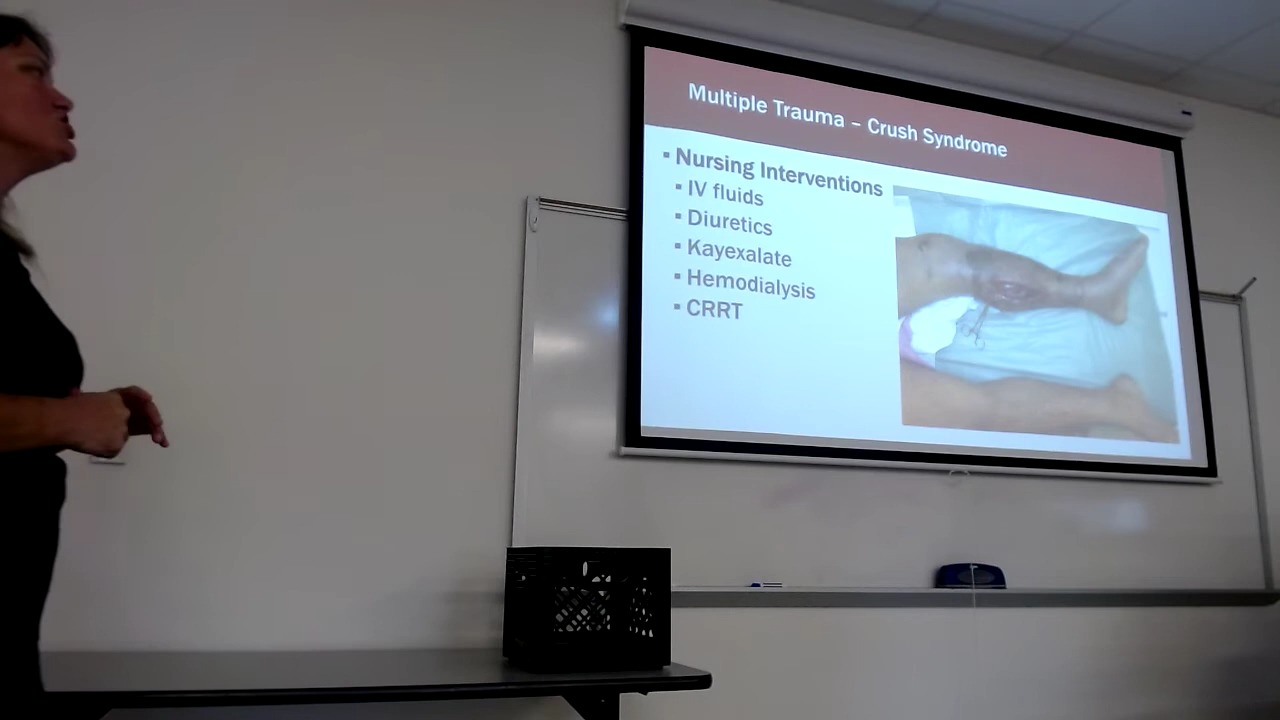 Multiple Trauma – Crush Syndrome
▪ Nursing Interventions
▪ IV fluids
▪ Diuretics
▪ Kayexalate
▪ Hemodialysis
▪ CRRT